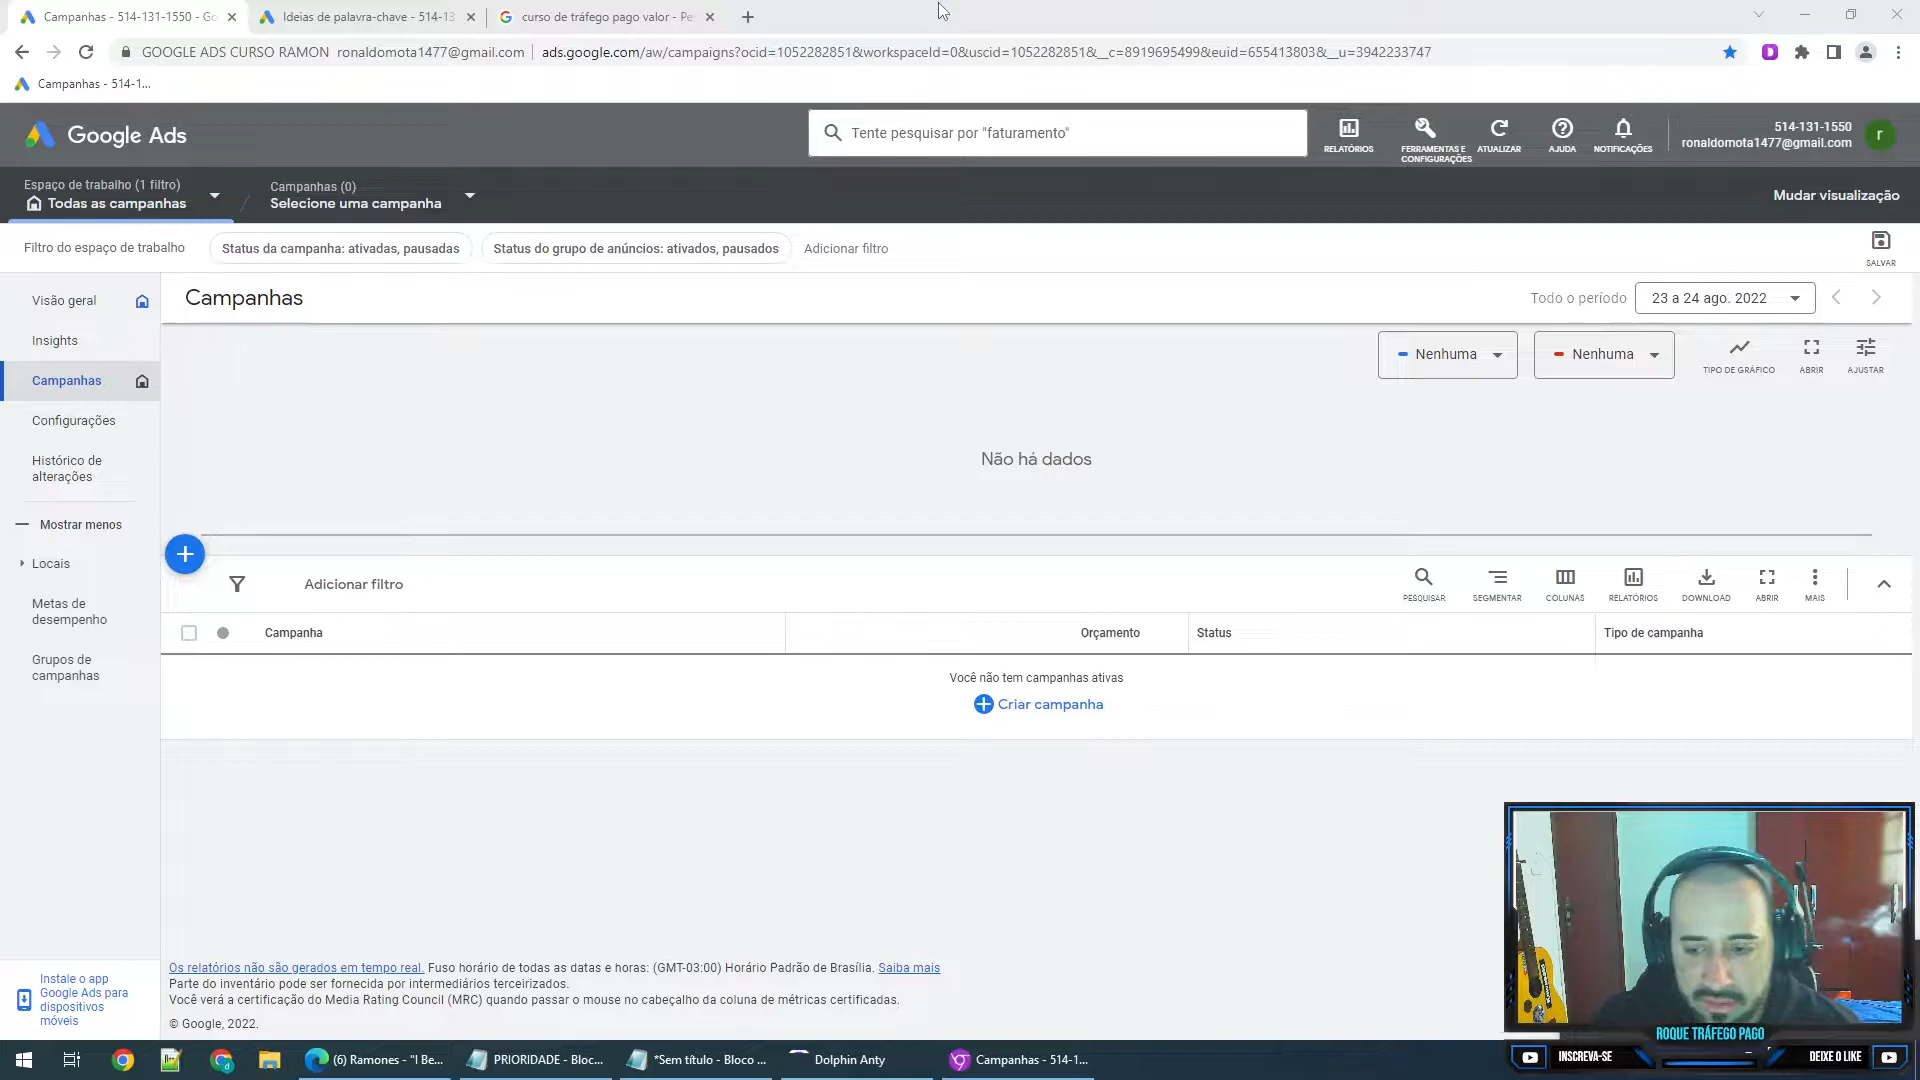 Campanhas - 514-131-1550 - Go
Ideias de palavra-chave - 514-13
curso de tráfego pago valor - Pe
GOOGLE ADS CURSO RAMON ronaldomota1477@gmail.com
ads.google.com/aw/campaigns?ocid=1052282851&workspaceId=0&uscid=1052282851&__c=8919695499&euid=655413803&__u=3942233747
Campanhas - 514-1...
Google Ads
Tente pesquisar por "faturamento"
RELATÓRIOS
FERRAMENTAS E
CONFIGURAÇÕES
ATUALIZAR
AJUDA
NOTIFICAÇÕES
514-131-1550
ronaldomota1477@gmail.com
r
Espaço de trabalho (1 filtro)
Todas as campanhas
Campanhas (0)
Selecione uma campanha
Mudar visualização
Filtro do espaço de trabalho
Status da campanha: ativadas, pausadas
Status do grupo de anúncios: ativados, pausados
Adicionar filtro
SALVAR
Visão geral
Insights
Campanhas
Configurações
Histórico de
alterações
Mostrar menos
Locais
Metas de
desempenho
Grupos de
campanhas
Instale o app
Google Ads para
dispositivos
móveis
Campanhas
Todo o período
23 a 24 ago. 2022
Nenhuma
Nenhuma
TIPO DE GRÁFICO
ABRIR
AJUSTAR
Não há dados
Adicionar filtro
PESQUISAR
SEGMENTAR
COLUNAS
RELATÓRIOS
DOWNLOAD
ABRIR
MAIS
Campanha
Orçamento
Status
Tipo de campanha
Você não tem campanhas ativas
Criar campanha
Os relatórios não são gerados em tempo real. Fuso horário de todas as datas e horas: (GMT-03:00) Horário Padrão de Brasília. Saiba mais
Parte do inventário pode ser fornecida por intermediários terceirizados.
Você verá a certificação do Media Rating Council (MRC) quando passar o mouse no cabeçalho da coluna de métricas certificadas.
© Google, 2022.
ROQUE TRÁFEGO PAGO
INSCREVA-SE
DEIXE O LIKE
(6) Ramones - "I Be...
PRIORIDADE - Bloc...
*Sem título - Bloco ...
Dolphin Anty
Campanhas - 514-1...